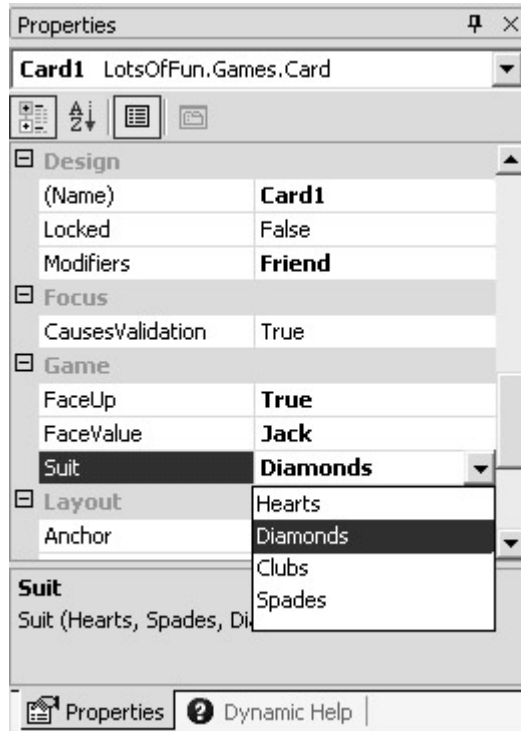 Properties
Card1 LotsOfFun.Games.Card
Design
(Name) Card1
Locked False
Modifiers Friend
Focus
CausesValidation True
Game
FaceUp True
FaceValue Jack
Suit Diamonds
Layout
Anchor
Hearts
Diamonds
Clubs
Spades
Suit
Suit (Hearts, Spades, Di
Properties Dynamic Help